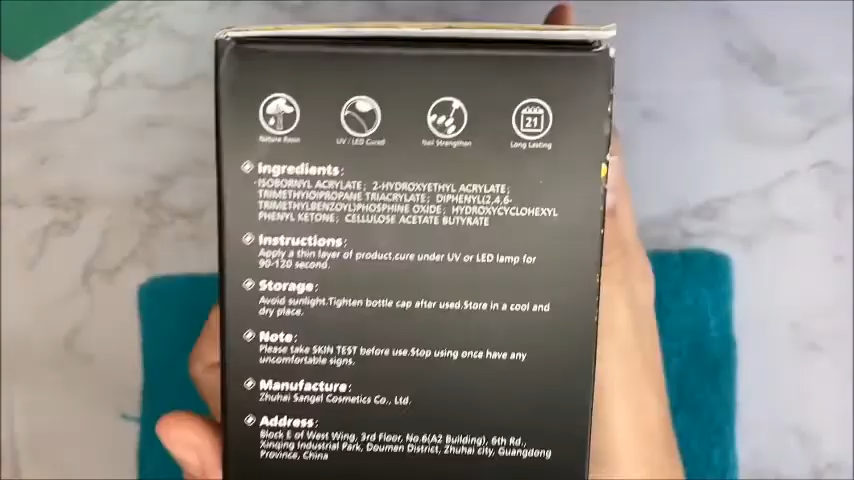 Nature Resin
UV / LED Cured
Nail Strengthen
21
Long Lasting
Ingredients:
ISOBORNYL ACRYLATE; 2-HYDROXYETHYL ACRYLATE;
TRIMETHYLOLPROPANE TRIACRYLATE; DIPHENYL(2,4,6-
TRIMETHYLBENZOYL)PHOSPHINE OXIDE; HYDROXYCYCLOHEXYL
PHENYL KETONE; CELLULOSE ACETATE BUTYRATE
Instructions:
Apply a thin layer of product.cure under UV or LED lamp for
90-120 second.
Storage:
Avoid sunlight.Tighten bottle cap after used.Store in a cool and
dry place.
Note:
Please take SKIN TEST before use.Stop using once have any
uncomfortable signs.
Manufacture:
Zhuhai Sangel Cosmetics Co., Ltd.
Address:
Block E of West Wing, 3rd Floor, No.6(A2 Building), 6th Rd.,
Xinqing Industrial Park, Doumen District, Zhuhai city, Guangdong
Province, China